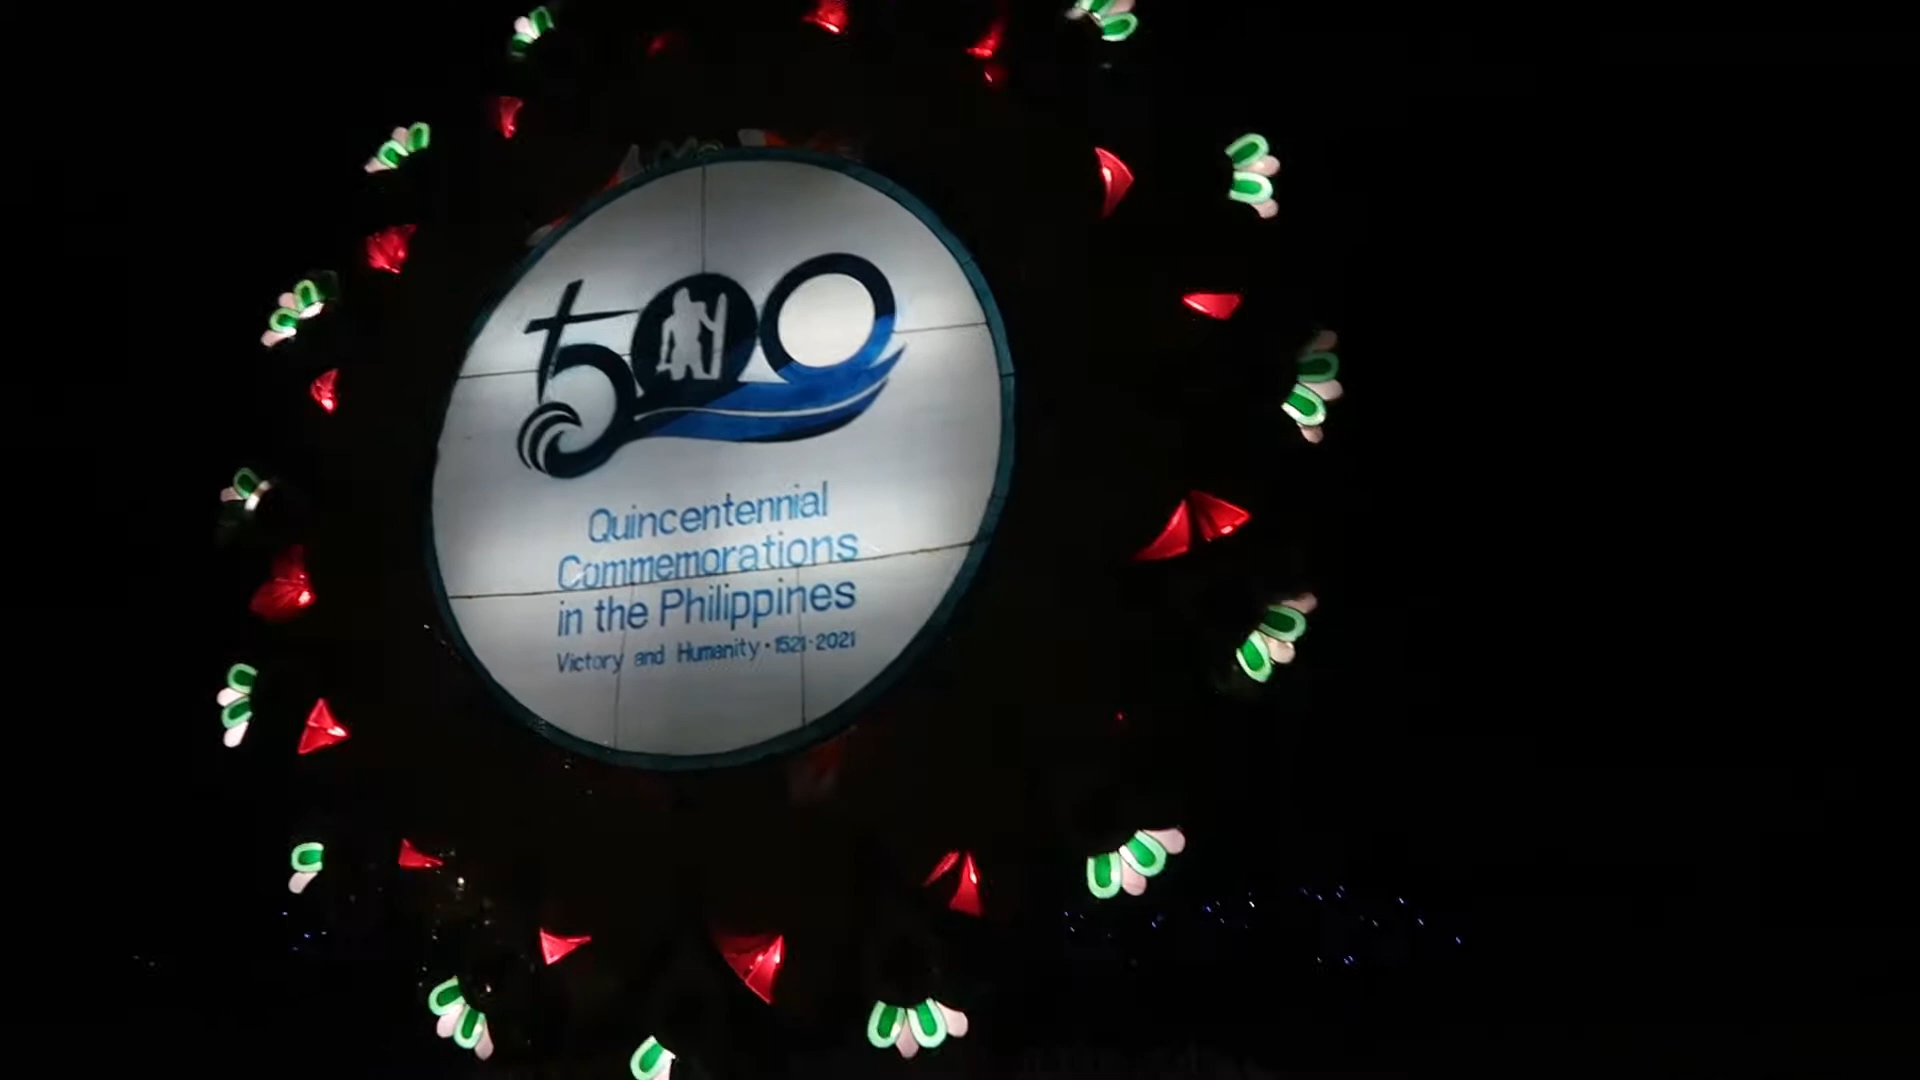 500
Quincentennial
Commemorations
in the Philippines
Victory and Humanity • 1521 - 2021